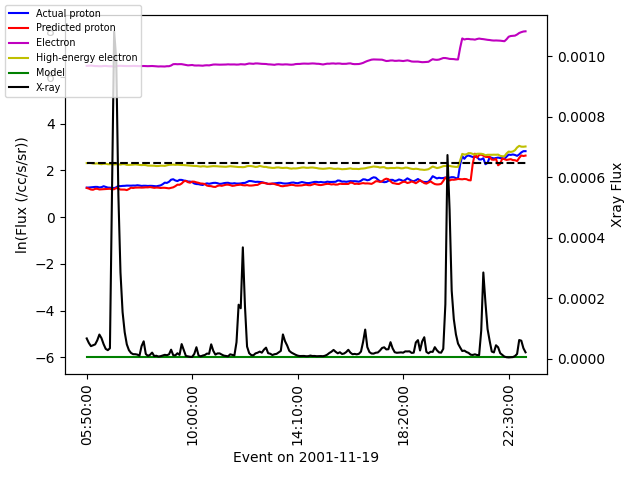 Actual proton
Predicted proton
Electron
High-energy electron
Model
X-ray
8
6
4
2
0
−2
−4
−6
ln(Flux (/cc/s/sr))
0.0010
0.0008
0.0006
0.0004
0.0002
0.0000
Xray Flux
05:50:00
10:00:00
14:10:00
18:20:00
22:30:00
Event on 2001-11-19